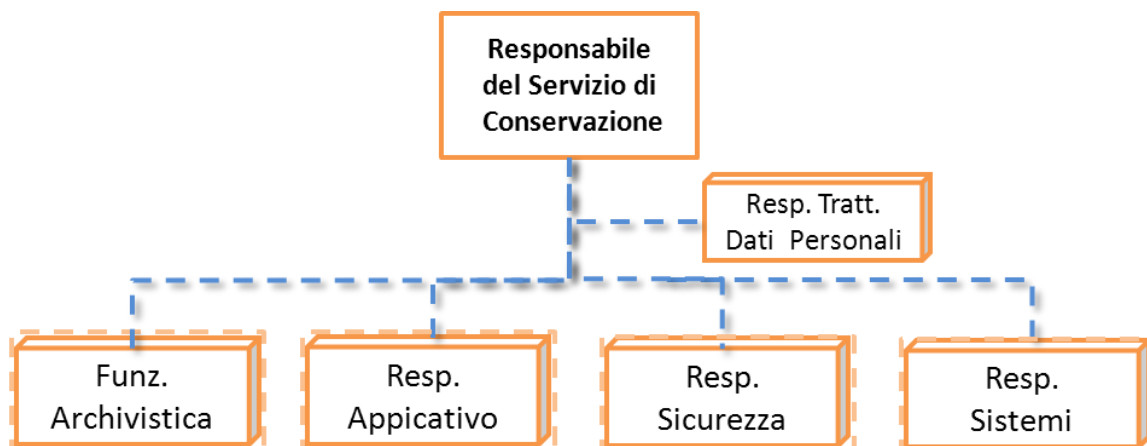 Responsabile
del Servizio di
Conservazione
Resp. Tratt.
Dati Personali
Funz.
Archivistica
Resp.
Appicativo
Resp.
Sicurezza
Resp.
Sistemi